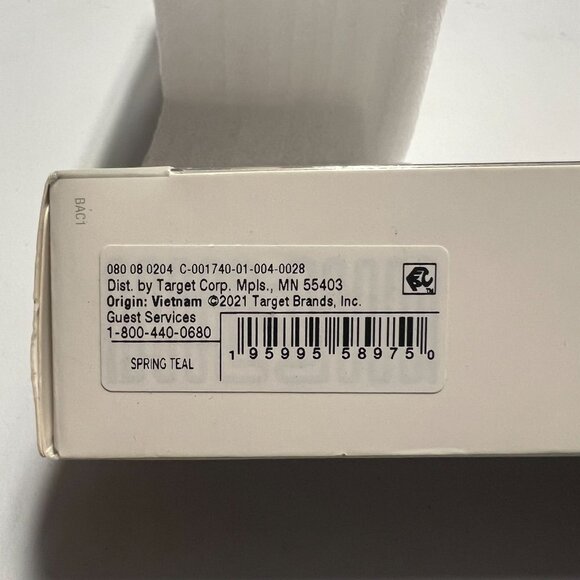 BAC1
080 08 0204 C-001740-01-004-0028
Dist. by Target Corp. Mpls., MN 55403
Origin: Vietnam ©2021 Target Brands, Inc.
Guest Services
1-800-440-0680
SPRING TEAL
1 95995 58975 0